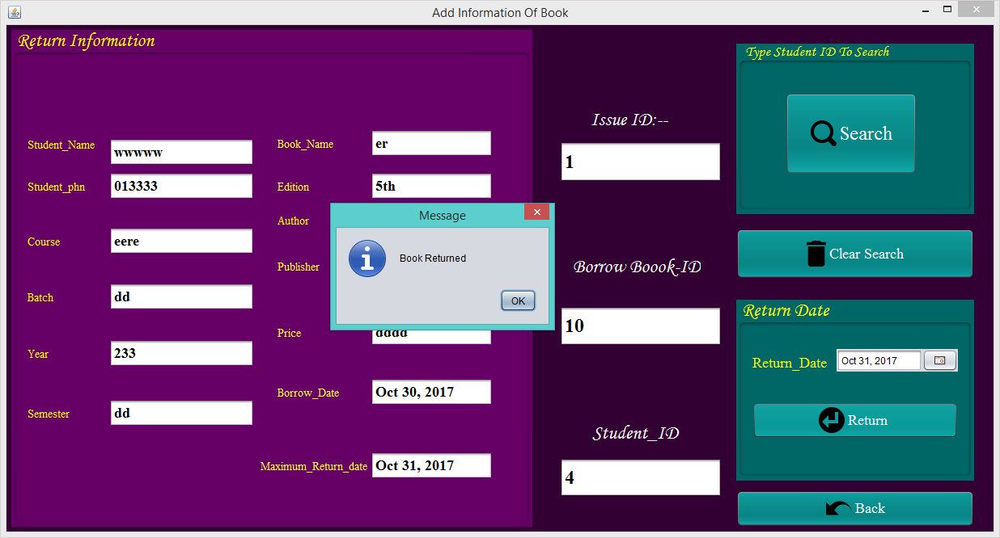 Add Information Of Book
Return Information
Student_Name
wwwww
Student_phn
013333
Course
eere
Batch
dd
Year
233
Semester
dd
Book_Name
er
Edition
5th
Author
Publisher
Price
dddd
Borrow_Date
Oct 30, 2017
Maximum_Return_date
Oct 31, 2017
Message
Book Returned
OK
Issue ID:--
1
Borrow Boook-ID
10
Student_ID
4
Type Student ID To Search
Search
Clear Search
Return Date
Return_Date
Oct 31, 2017
Return
Back